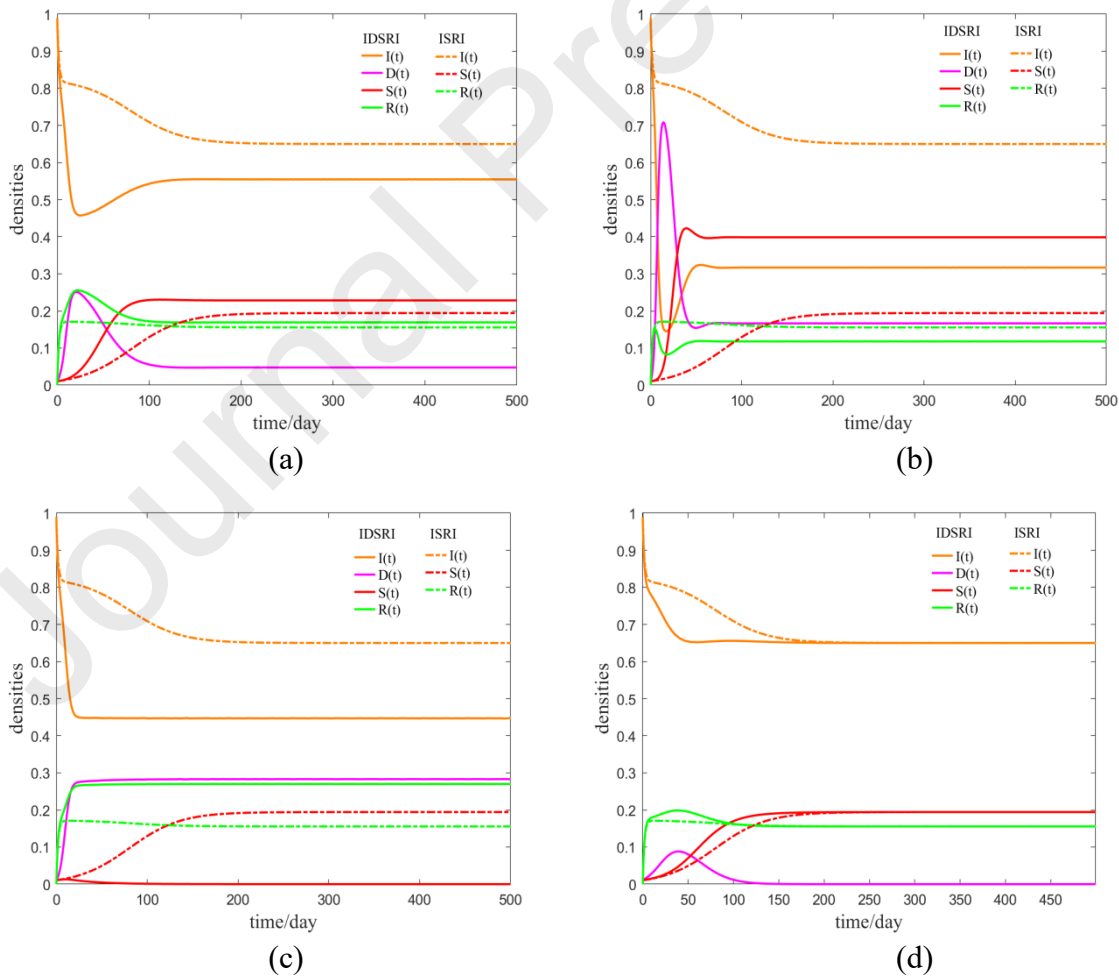 IDSRI ISRI
I(t) I(t)
D(t) S(t)
S(t) R(t)
R(t)
1
0.9
0.8
0.7
0.6
0.5
0.4
0.3
0.2
0.1
0
densities
0 100 200 300 400 500
time/day
(a)
IDSRI ISRI
I(t) I(t)
D(t) S(t)
S(t) R(t)
R(t)
1
0.9
0.8
0.7
0.6
0.5
0.4
0.3
0.2
0.1
0
densities
0 100 200 300 400 500
time/day
(b)
IDSRI ISRI
I(t) I(t)
D(t) S(t)
S(t) R(t)
R(t)
1
0.9
0.8
0.7
0.6
0.5
0.4
0.3
0.2
0.1
0
densities
0 100 200 300 400 500
time/day
(c)
IDSRI ISRI
I(t) I(t)
D(t) S(t)
S(t) R(t)
R(t)
1
0.9
0.8
0.7
0.6
0.5
0.4
0.3
0.2
0.1
0
densities
0 50 100 150 200 250 300 350 400 450
time/day
(d)
Journal Pre